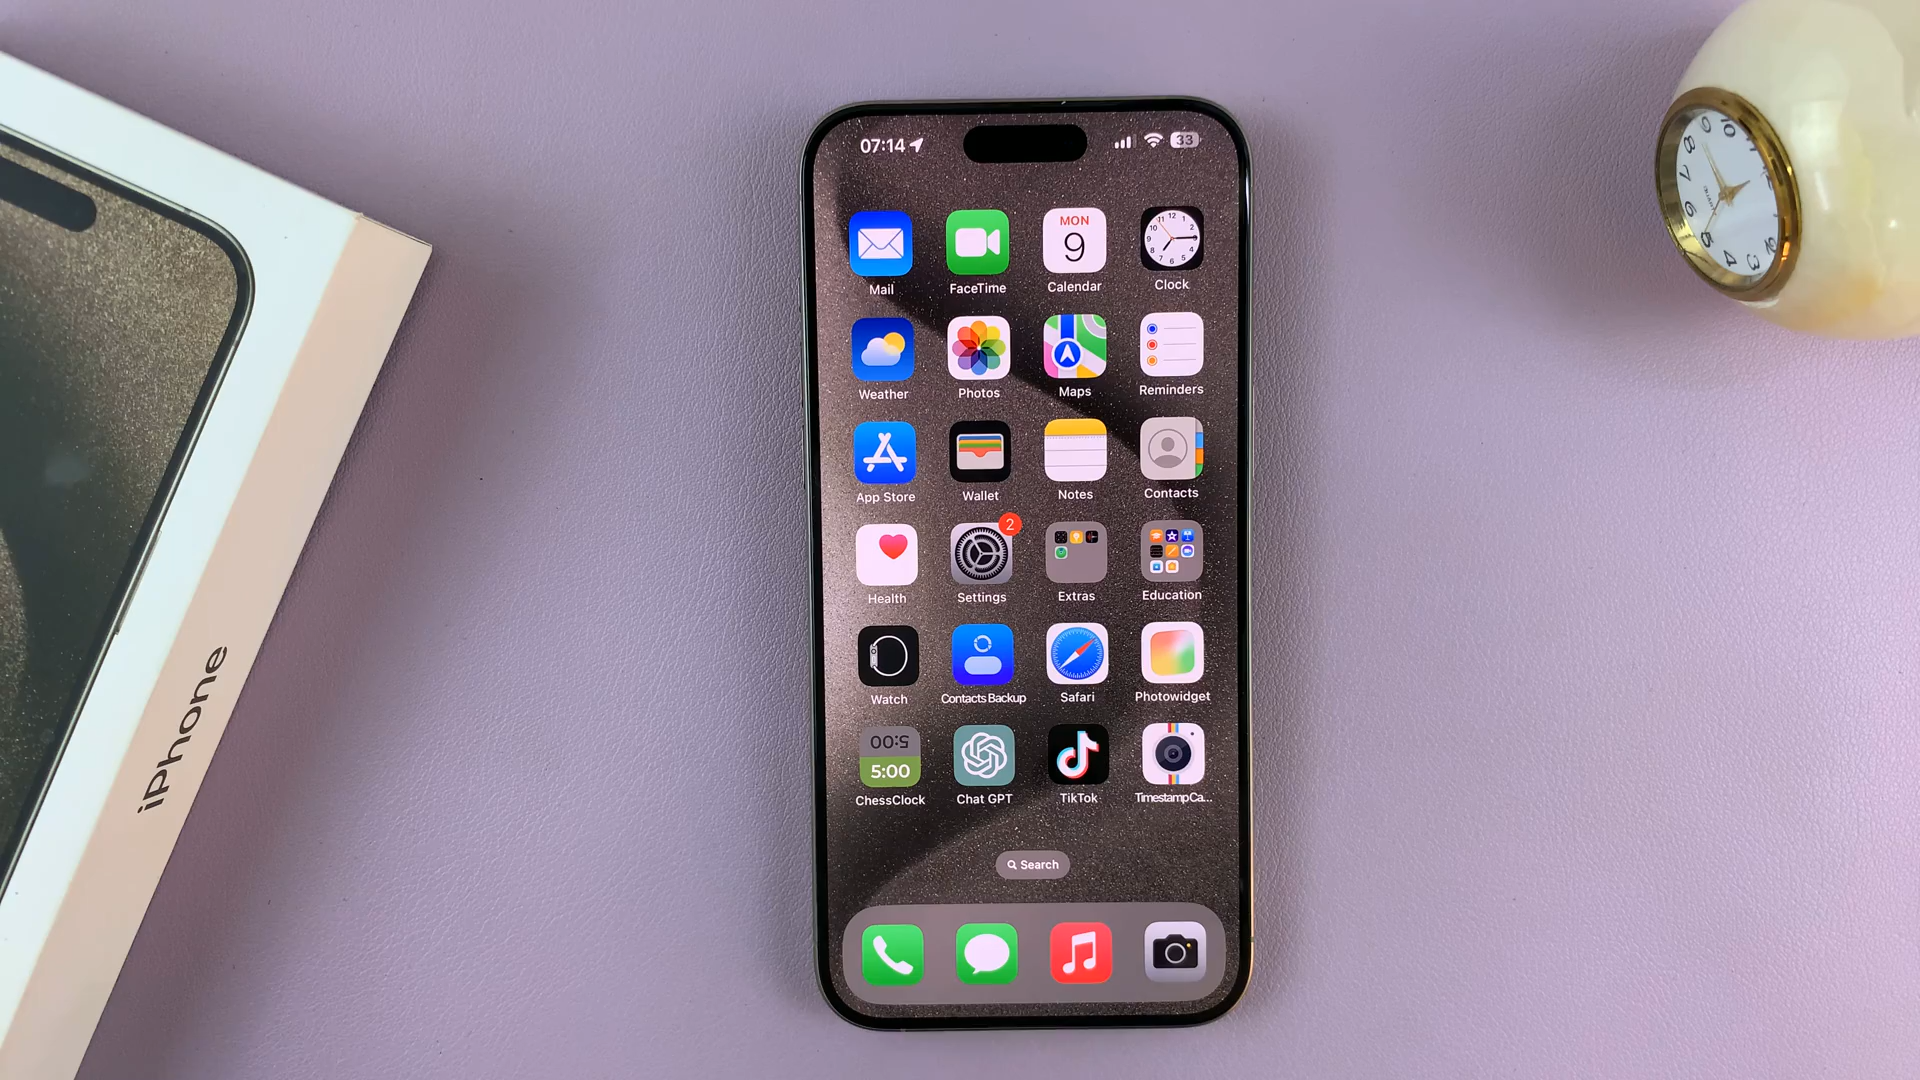 07:14
33
MON
9
Mail
FaceTime
Calendar
Clock
Weather
Photos
Maps
Reminders
App Store
Wallet
Notes
Contacts
2
Health
Settings
Extras
Education
Watch
Contacts Backup
Safari
Photowidget
5:00
5:00
ChessClock
Chat GPT
TikTok
TimestampCa...
Search
iPhone